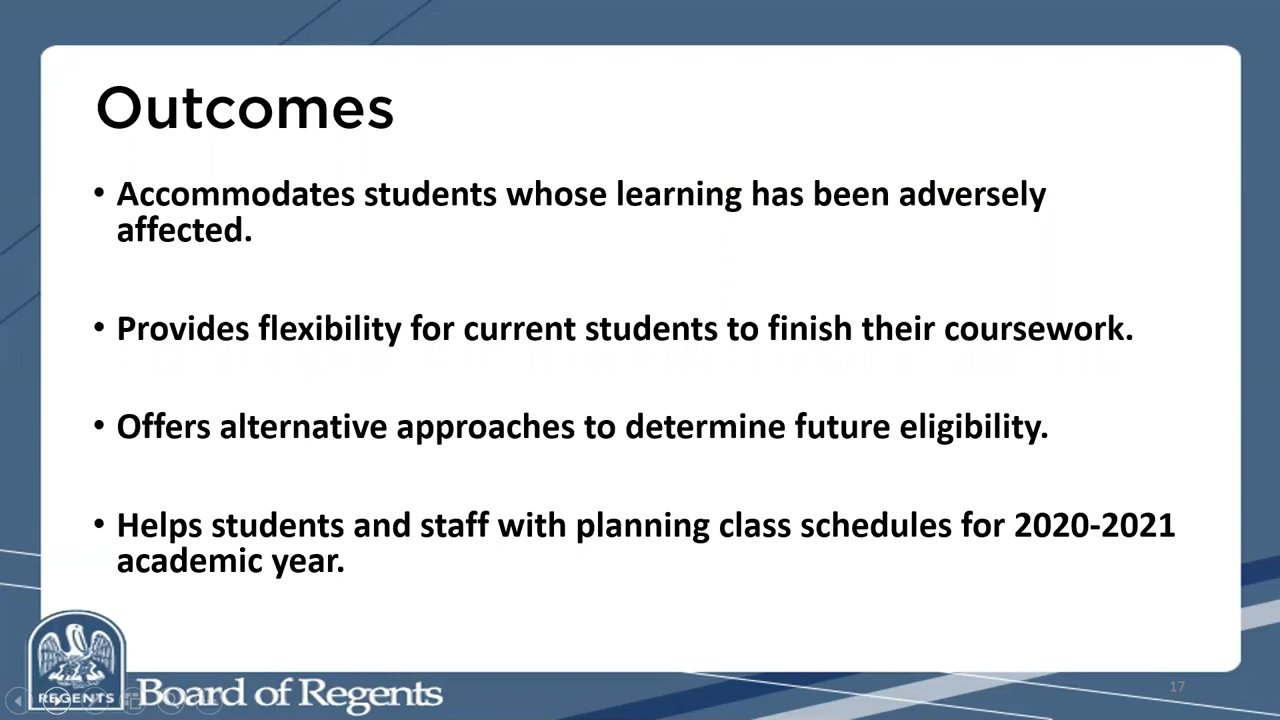 Outcomes
• Accommodates students whose learning has been adversely
affected.
• Provides flexibility for current students to finish their coursework.
• Offers alternative approaches to determine future eligibility.
• Helps students and staff with planning class schedules for 2020-2021
academic year.
REGENTS
Board of Regents
17